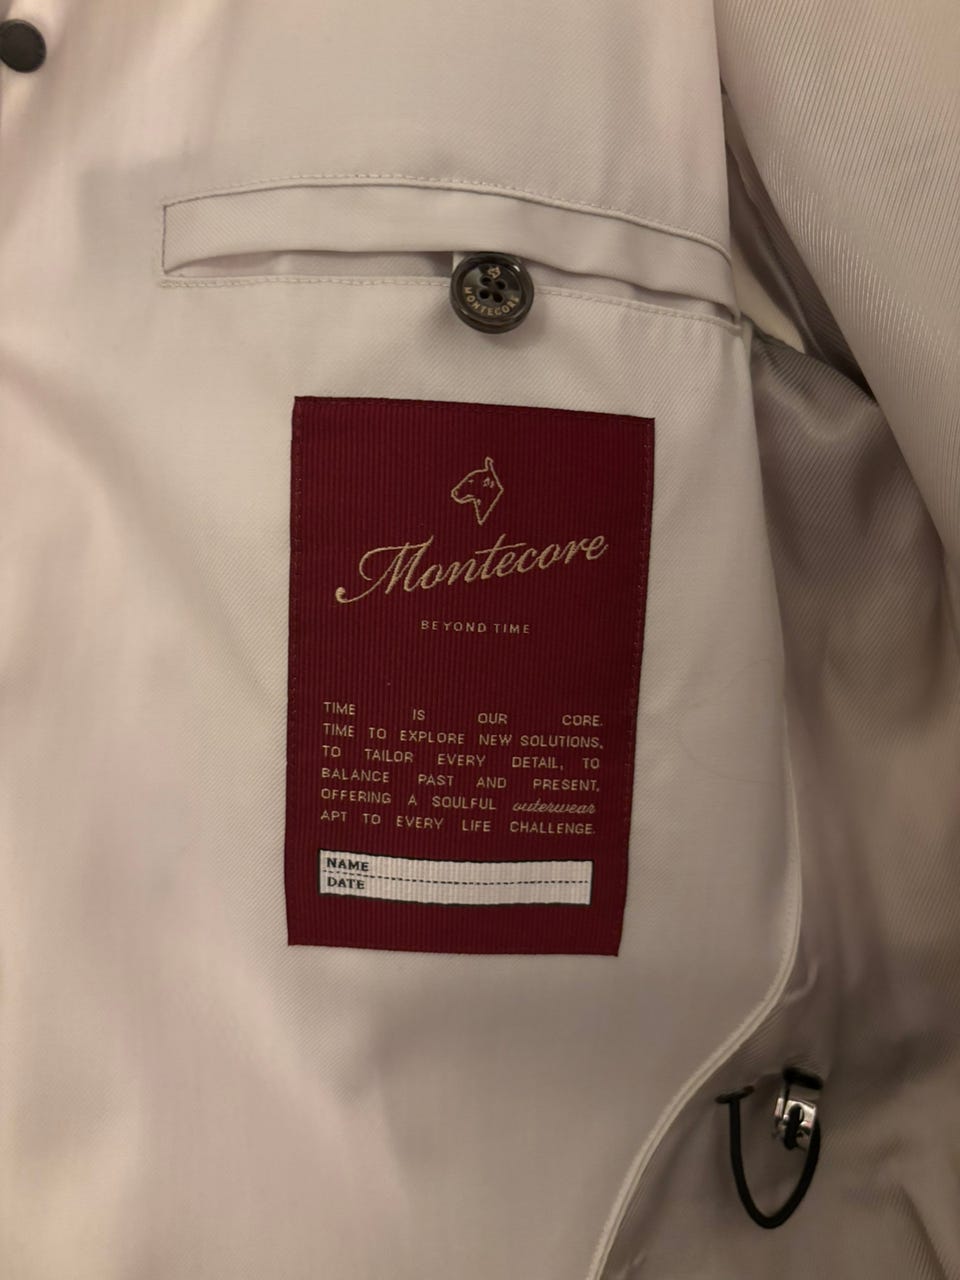 MONTECORE
Montecore
BEYOND TIME
TIME IS OUR CORE.
TIME TO EXPLORE NEW SOLUTIONS,
TO TAILOR EVERY DETAIL, TO
BALANCE PAST AND PRESENT,
OFFERING A SOULFUL outerwear
APT TO EVERY LIFE CHALLENGE.
NAME
DATE